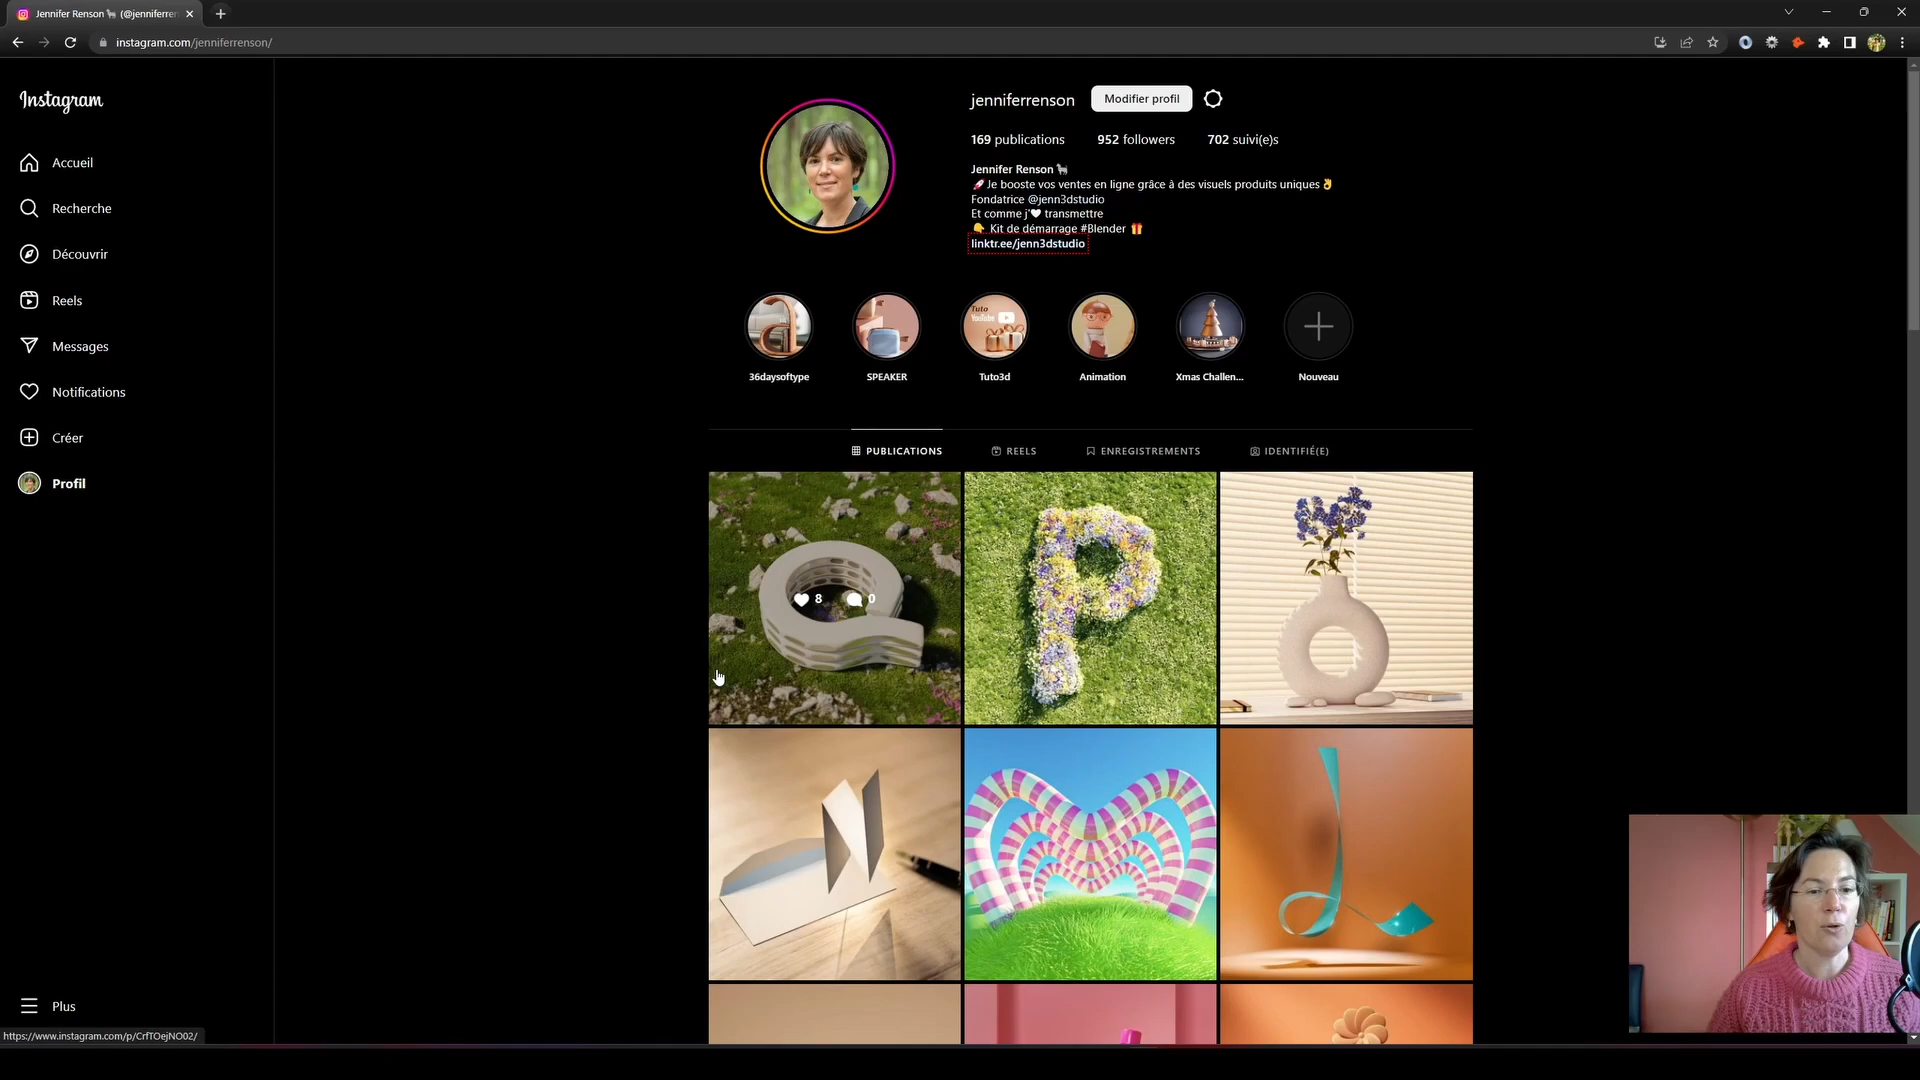 Jennifer Renson 🐩 (@jenniferren
instagram.com/jenniferrenson/
Instagram
Accueil
Recherche
Découvrir
Reels
Messages
Notifications
Créer
Profil
Plus
https://www.instagram.com/p/CrfTOejNO02/
jenniferrenson
Modifier profil
169 publications 952 followers 702 suivi(e)s
Jennifer Renson 🐩
🚀Je booste vos ventes en ligne grâce à des visuels produits uniques👌
Fondatrice @jenn3dstudio
Et comme j'🤍 transmettre
👇 Kit de démarrage #Blender 🎁
linktr.ee/jenn3dstudio
Tuto
YouTube
36daysoftype SPEAKER Tuto3d Animation Xmas Challen... Nouveau
PUBLICATIONS REELS ENREGISTREMENTS IDENTIFIÉ(E)
8 0
P